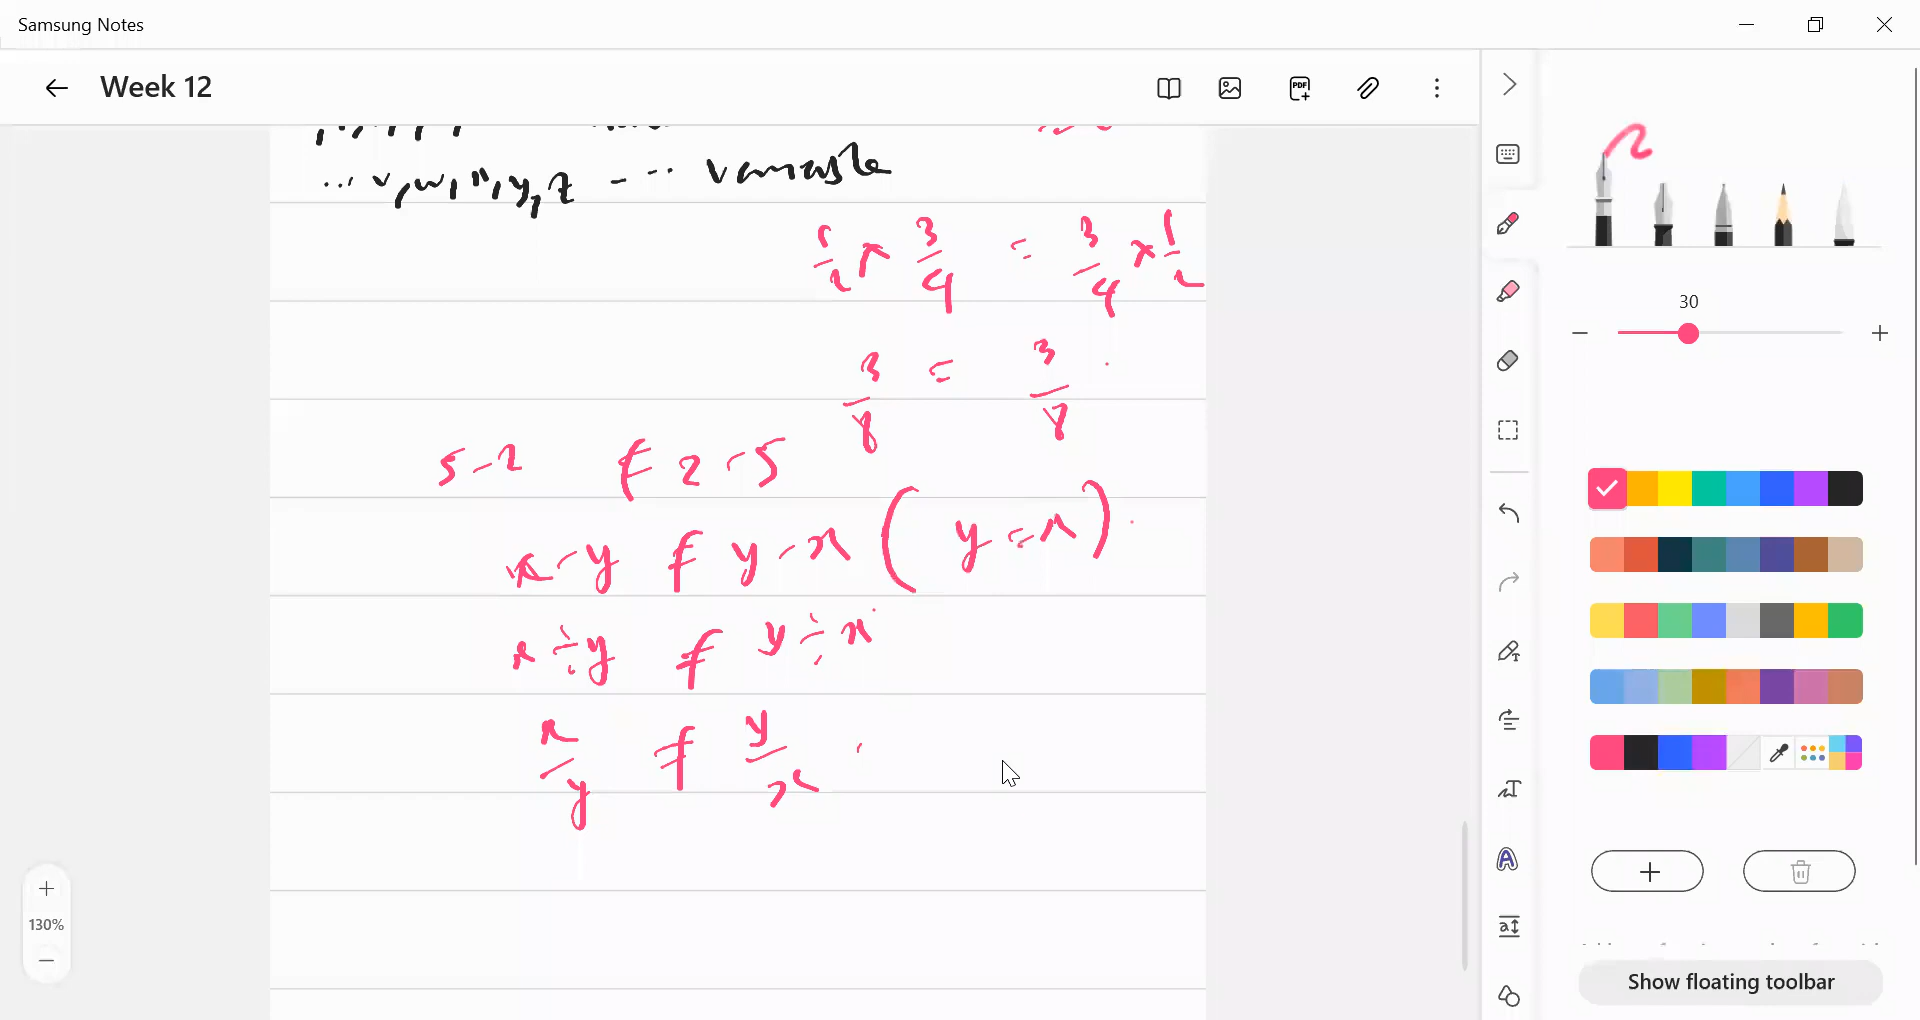 Samsung Notes
Week 12
... v, w, x, y, z - ... variable
1/2 × 3/4 = 3/4 × 1/2
3/8 = 3/8
5 - 2 ≠ 2 - 5
x - y ≠ y - x ( y = x )
x ÷ y ≠ y ÷ x
x/y ≠ y/x
30
130%
Show floating toolbar